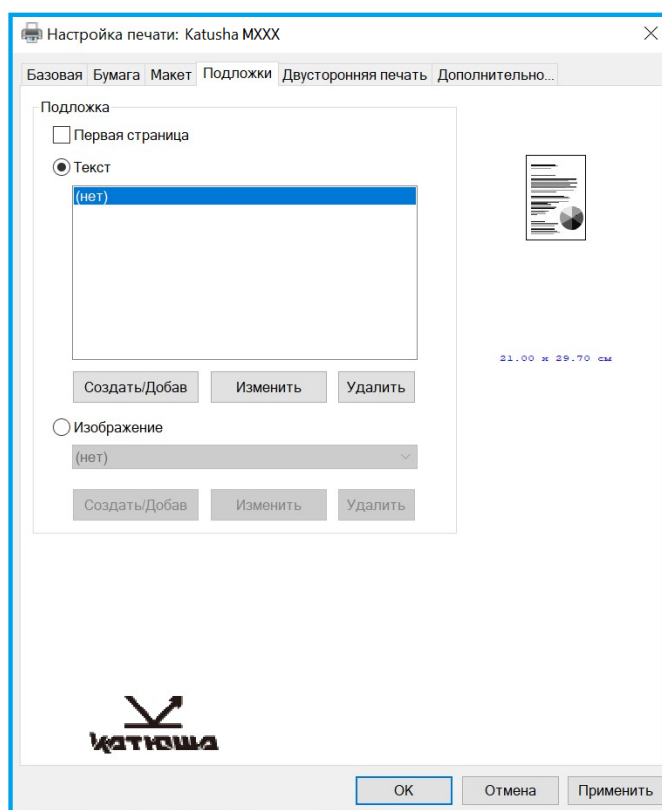 Настройка печати: Katusha MXXX
Базовая Бумага Макет Подложки Двусторонняя печать Дополнительно...
Подложка
Первая страница
Текст
(нет)
21.00 x 29.70 см
Создать/Добав Изменить Удалить
Изображение
(нет)
Создать/Добав Изменить Удалить
катюша
OK Отмена Применить